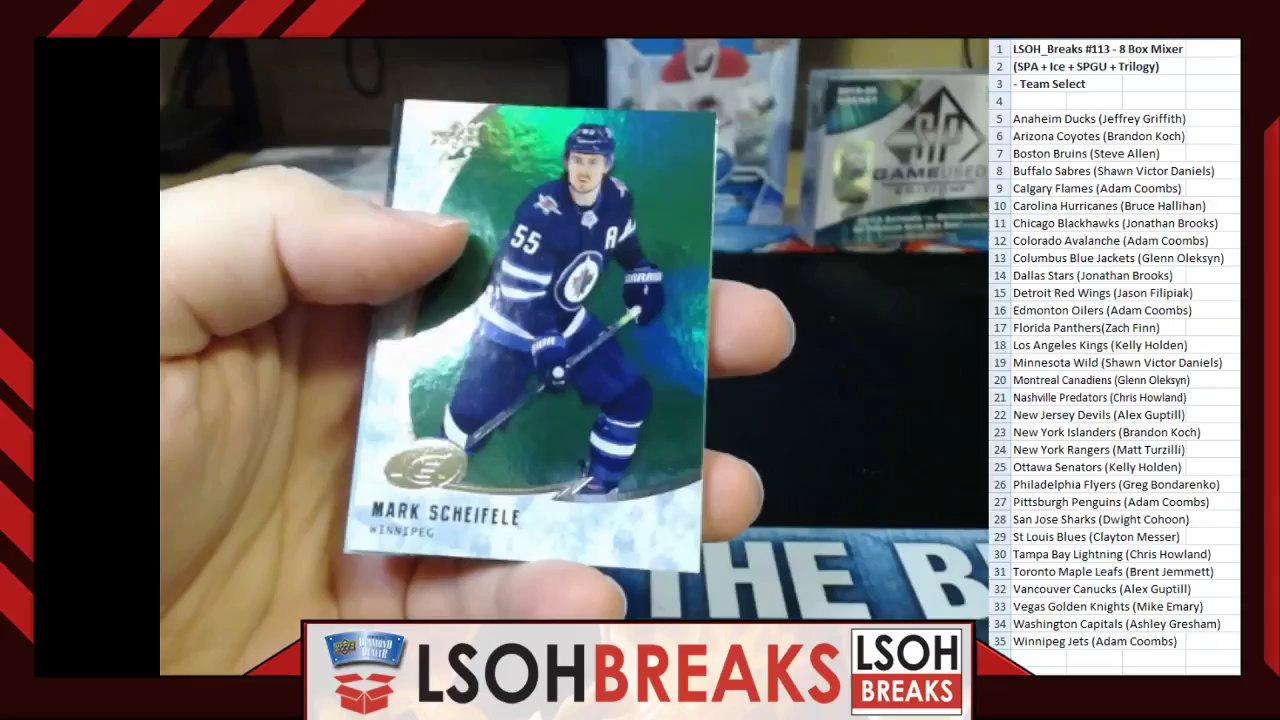 55
A
MARK SCHEIFELE
WINNIPEG
2019-20
HOCKEY
SP
GAME USED
EDITION
THE B
1 LSOH_Breaks #113 - 8 Box Mixer
2 (SPA + Ice + SPGU + Trilogy)
3 - Team Select
4
5 Anaheim Ducks (Jeffrey Griffith)
6 Arizona Coyotes (Brandon Koch)
7 Boston Bruins (Steve Allen)
8 Buffalo Sabres (Shawn Victor Daniels)
9 Calgary Flames (Adam Coombs)
10 Carolina Hurricanes (Bruce Hallihan)
11 Chicago Blackhawks (Jonathan Brooks)
12 Colorado Avalanche (Adam Coombs)
13 Columbus Blue Jackets (Glenn Oleksyn)
14 Dallas Stars (Jonathan Brooks)
15 Detroit Red Wings (Jason Filipiak)
16 Edmonton Oilers (Adam Coombs)
17 Florida Panthers(Zach Finn)
18 Los Angeles Kings (Kelly Holden)
19 Minnesota Wild (Shawn Victor Daniels)
20 Montreal Canadiens (Glenn Oleksyn)
21 Nashville Predators (Chris Howland)
22 New Jersey Devils (Alex Guptill)
23 New York Islanders (Brandon Koch)
24 New York Rangers (Matt Turzilli)
25 Ottawa Senators (Kelly Holden)
26 Philadelphia Flyers (Greg Bondarenko)
27 Pittsburgh Penguins (Adam Coombs)
28 San Jose Sharks (Dwight Cohoon)
29 St Louis Blues (Clayton Messer)
30 Tampa Bay Lightning (Chris Howland)
31 Toronto Maple Leafs (Brent Jemmett)
32 Vancouver Canucks (Alex Guptill)
33 Vegas Golden Knights (Mike Emary)
34 Washington Capitals (Ashley Gresham)
35 Winnipeg Jets (Adam Coombs)
DIAMOND
DEALER
LSOHBREAKS
LSOH
BREAKS